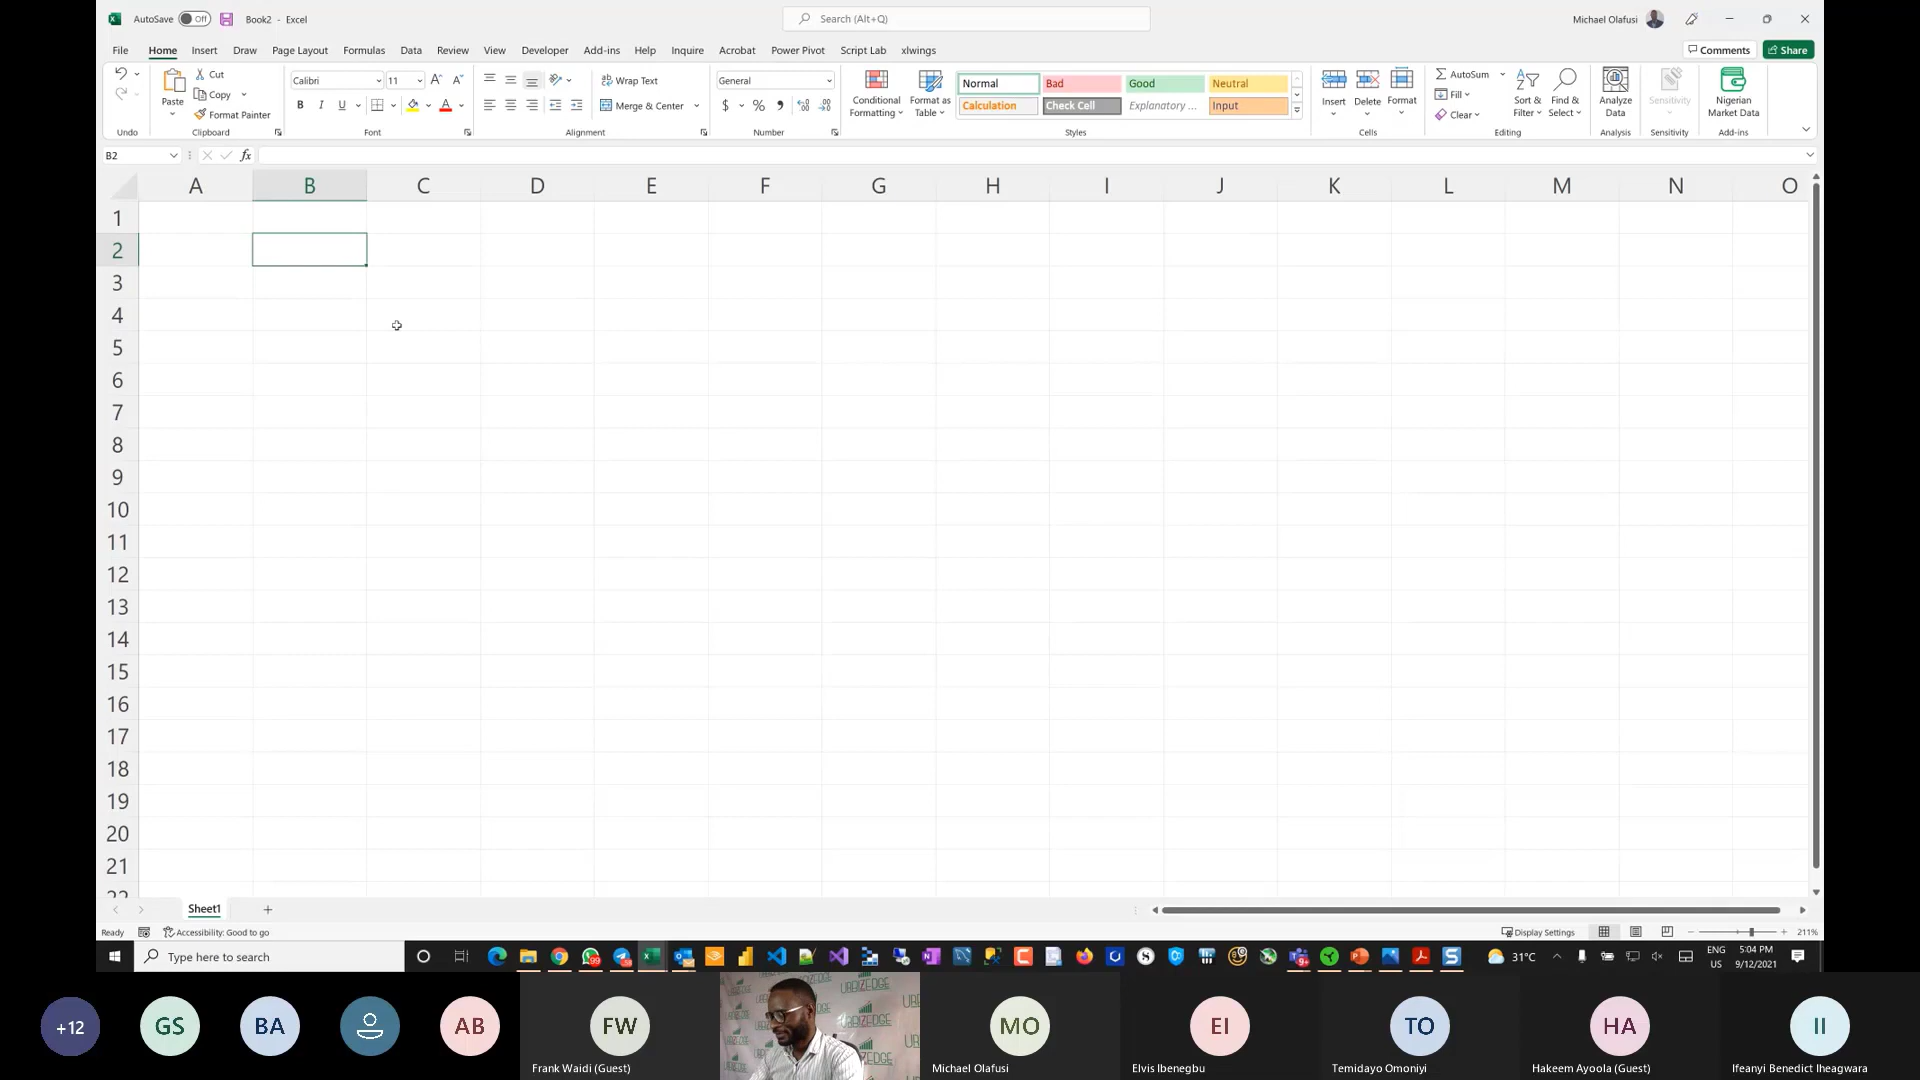 AutoSave Off Book2 - Excel Search (Alt+Q) Michael Olafusi
File Home Insert Draw Page Layout Formulas Data Review View Developer Add-ins Help Inquire Acrobat Power Pivot Script Lab xlwings Comments Share
Paste Cut Copy Format Painter
Calibri 11
B I U
Wrap Text
Merge & Center
General
$ % ,
Conditional Formatting Format as Table
Normal Bad Good Neutral
Calculation Check Cell Explanatory ... Input
Insert Delete Format
AutoSum
Fill
Clear
Sort & Filter Find & Select
Analyze Data
Sensitivity
Nigerian Market Data
Undo Clipboard Font Alignment Number Styles Cells Editing Analysis Sensitivity Add-ins
B2 fx
A B C D E F G H I J K L M N O
1
2
3
4
5
6
7
8
9
10
11
12
13
14
15
16
17
18
19
20
21
22
Sheet1
Ready Accessibility: Good to go Display Settings 211%
Type here to search 31°C ENG US 5:04 PM 9/12/2021
+12 GS BA AB FW MO EI TO HA II
URBIZEDGE
Frank Waidi (Guest) Michael Olafusi Elvis Ibenegbu Temidayo Omoniyi Hakeem Ayoola (Guest) Ifeanyi Benedict Iheagwara